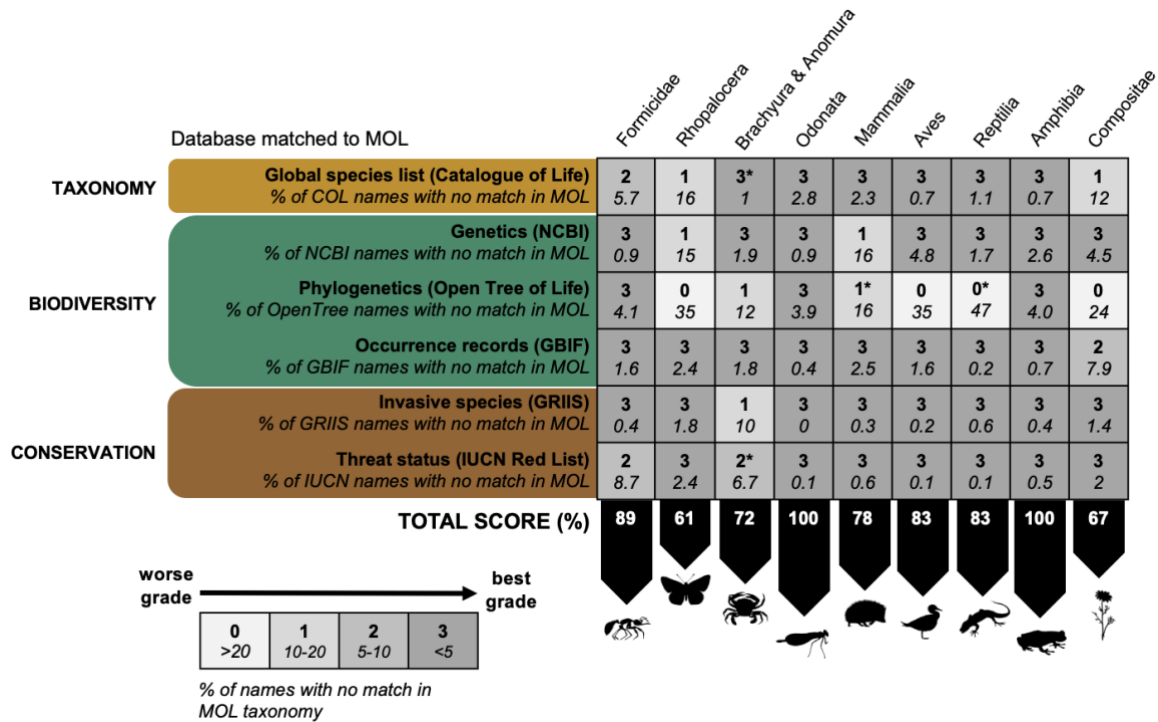 Formicidae
Rhopalocera
Brachyura & Anomura
Odonata
Mammalia
Aves
Reptilia
Amphibia
Compositae
Database matched to MOL
TAXONOMY
Global species list (Catalogue of Life)
% of COL names with no match in MOL
2 1 3* 3 3 3 3 3 1
5.7 16 1 2.8 2.3 0.7 1.1 0.7 12
BIODIVERSITY
Genetics (NCBI)
% of NCBI names with no match in MOL
3 1 3 3 1 3 3 3 3
0.9 15 1.9 0.9 16 4.8 1.7 2.6 4.5
Phylogenetics (Open Tree of Life)
% of OpenTree names with no match in MOL
3 0 1 3 1* 0 0* 3 0
4.1 35 12 3.9 16 35 47 4.0 24
Occurrence records (GBIF)
% of GBIF names with no match in MOL
3 3 3 3 3 3 3 3 2
1.6 2.4 1.8 0.4 2.5 1.6 0.2 0.7 7.9
CONSERVATION
Invasive species (GRIIS)
% of GRIIS names with no match in MOL
3 3 1 3 3 3 3 3 3
0.4 1.8 10 0 0.3 0.2 0.6 0.4 1.4
Threat status (IUCN Red List)
% of IUCN names with no match in MOL
2 3 2* 3 3 3 3 3 3
8.7 2.4 6.7 0.1 0.6 0.1 0.1 0.5 2
TOTAL SCORE (%) 89 61 72 100 78 83 83 100 67
worse
grade
best
grade
0 1 2 3
>20 10-20 5-10 <5
% of names with no match in
MOL taxonomy